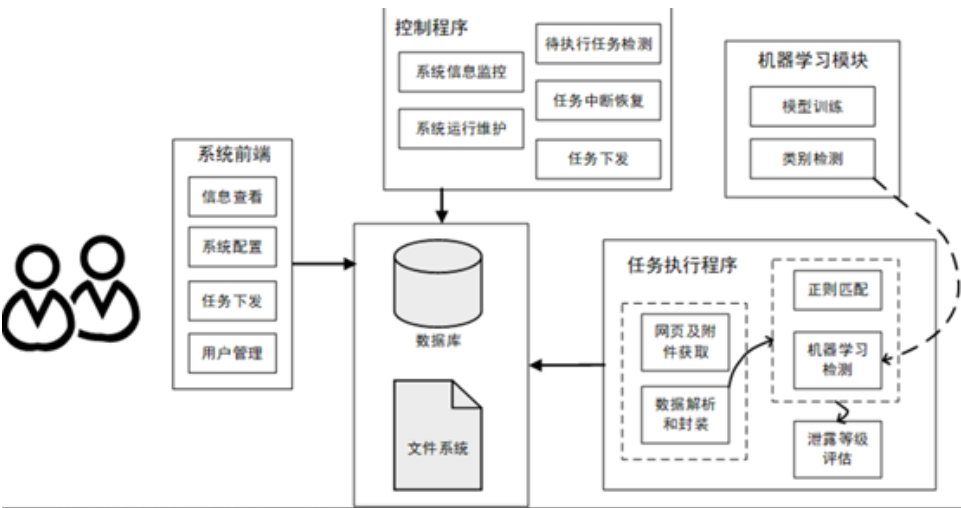 控制程序
系统信息监控
系统运行维护
待执行任务检测
任务中断恢复
任务下发
机器学习模块
模型训练
类别检测
系统前端
信息查看
系统配置
任务下发
用户管理
数据库
文件系统
任务执行程序
网页及附
件获取
数据解析
和封装
正则匹配
机器学习
检测
泄露等级
评估